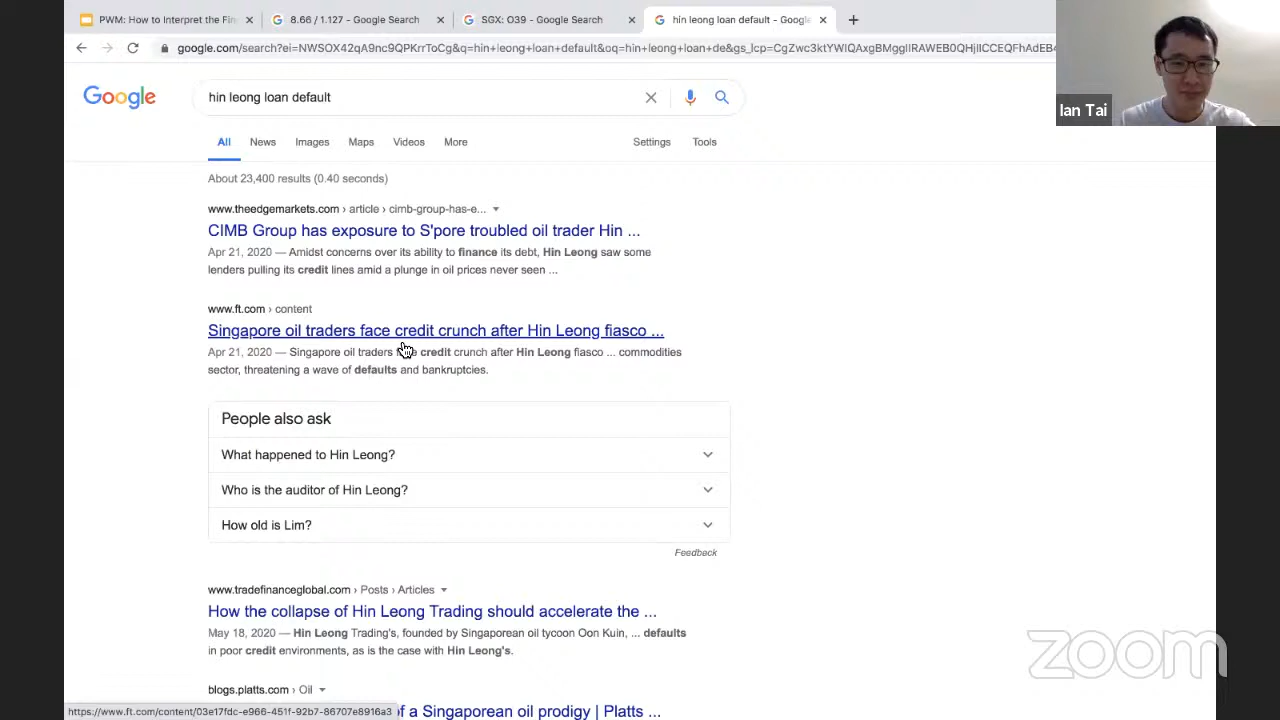 PWM: How to Interpret the Fin
8.66 / 1.127 - Google Search
SGX: O39 - Google Search
hin leong loan default - Google
google.com/search?ei=NWSOX42qA9nc9QPKrrToCg&q=hin+leong+loan+default&oq=hin+leong+loan+de&gs_lcp=
Google
hin leong loan default
All News Images Maps Videos More Settings Tools
About 23,400 results (0.40 seconds)
www.theedgemarkets.com › article › cimb-group-has-e...
CIMB Group has exposure to S'pore troubled oil trader Hin ...
Apr 21, 2020 — Amidst concerns over its ability to finance its debt, Hin Leong saw some
lenders pulling its credit lines amid a plunge in oil prices never seen ...
www.ft.com › content
Singapore oil traders face credit crunch after Hin Leong fiasco ...
Apr 21, 2020 — Singapore oil traders credit crunch after Hin Leong fiasco ... commodities
sector, threatening a wave of defaults and bankruptcies.
People also ask
What happened to Hin Leong?
Who is the auditor of Hin Leong?
How old is Lim?
Feedback
www.tradefinanceglobal.com › Posts › Articles
How the collapse of Hin Leong Trading should accelerate the ...
May 18, 2020 — Hin Leong Trading's, founded by Singaporean oil tycoon Oon Kuin, ... defaults
in poor credit environments, as is the case with Hin Leong's.
blogs.platts.com › Oil
of a Singaporean oil prodigy | Platts ...
https://www.ft.com/content/03e17fdc-e966-451f-92b7-86707e8916a3
Ian Tai
zoom